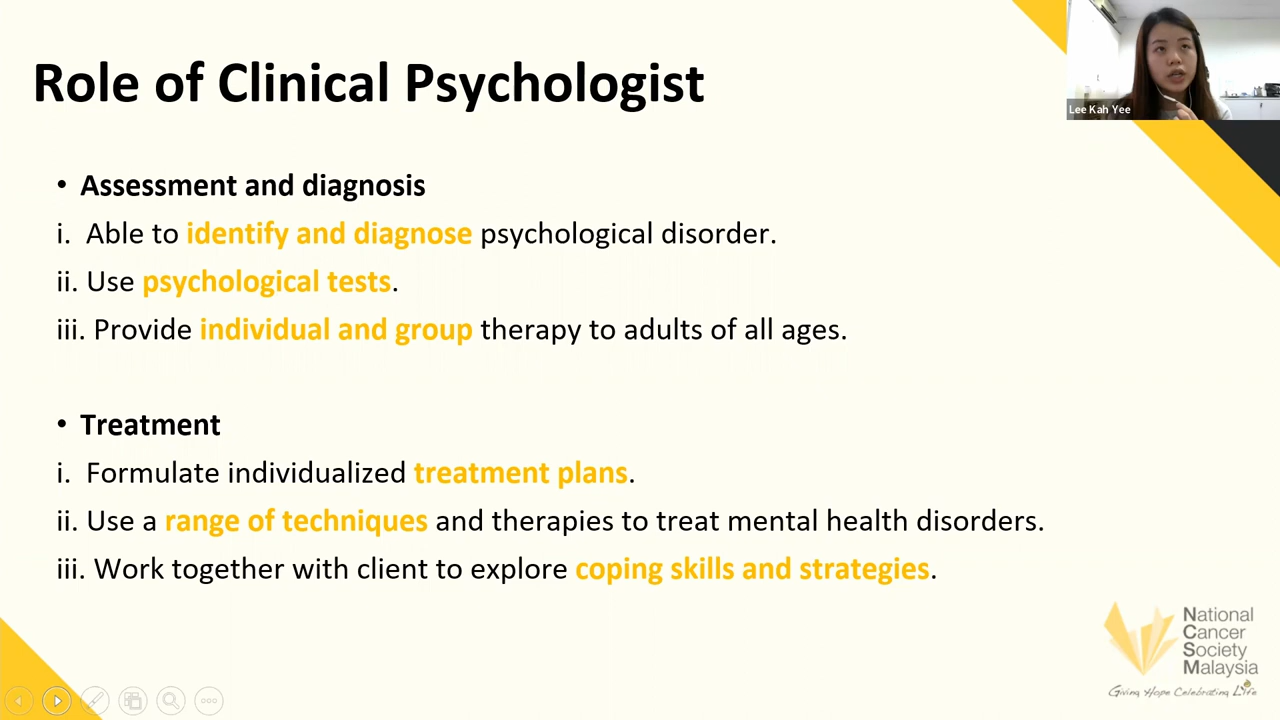 Role of Clinical Psychologist
Lee Kah Yee
• Assessment and diagnosis
i. Able to identify and diagnose psychological disorder.
ii. Use psychological tests.
iii. Provide individual and group therapy to adults of all ages.
• Treatment
i. Formulate individualized treatment plans.
ii. Use a range of techniques and therapies to treat mental health disorders.
iii. Work together with client to explore coping skills and strategies.
National
Cancer
Society
Malaysia
Giving Hope Celebrating Life